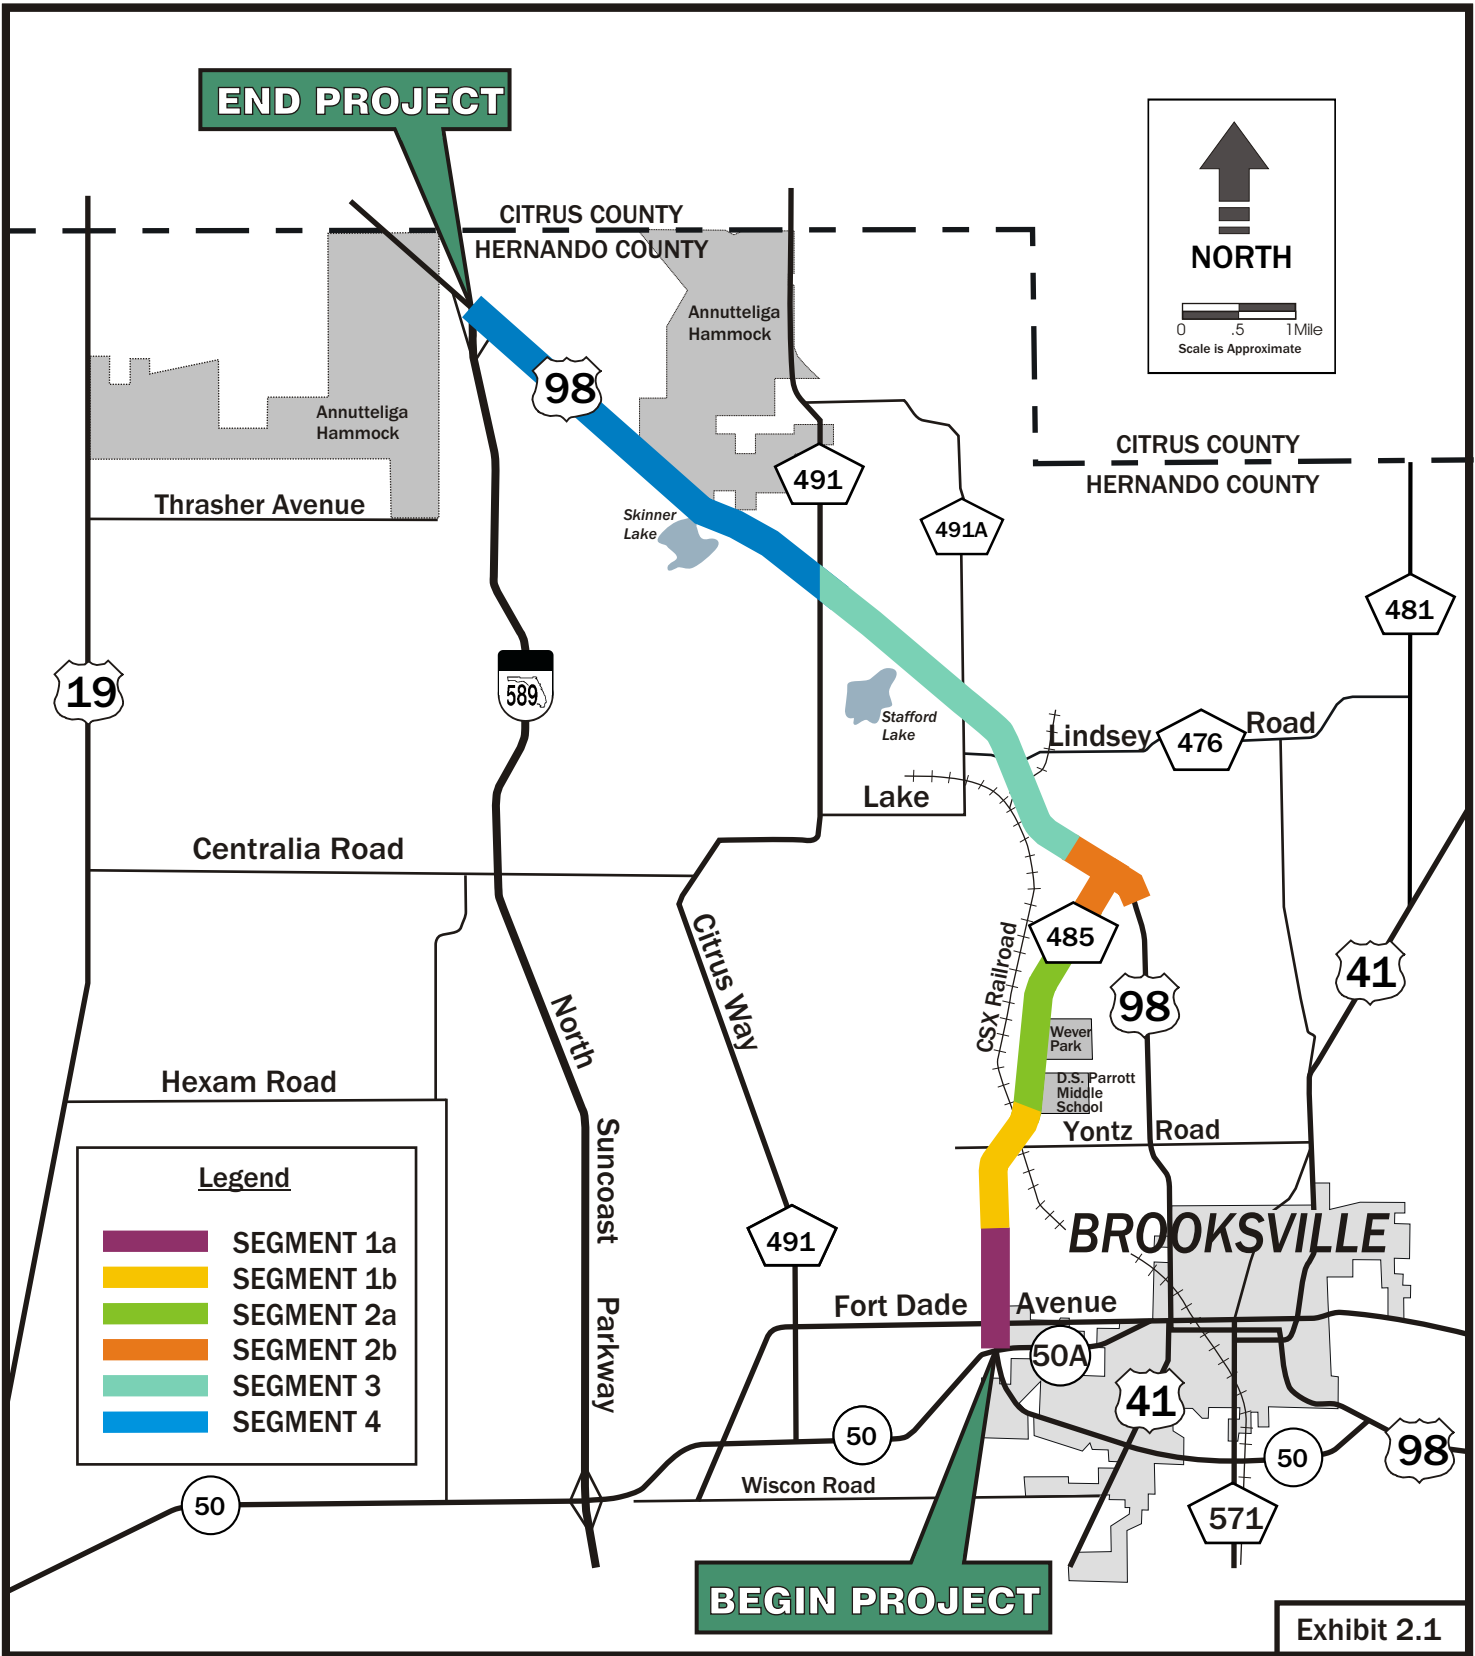 END PROJECT
CITRUS COUNTY
HERNANDO COUNTY
NORTH
0 .5 1Mile
Scale is Approximate
Annutteliga
Hammock
98
Annutteliga
Hammock
CITRUS COUNTY
HERNANDO COUNTY
491
Thrasher Avenue
Skinner
Lake
491A
481
19
589
Stafford
Lake
Lindsey
476
Road
Lake
Centralia Road
485
Citrus Way
CSX Railroad
41
98
North
Wever
Park
Hexam Road
D.S. Parrott
Middle
School
Suncoast
Yontz Road
Legend
BROOKSVILLE
SEGMENT 1a
SEGMENT 1b
SEGMENT 2a
SEGMENT 2b
SEGMENT 3
SEGMENT 4
491
Parkway
Fort Dade Avenue
50A
41
50
50
98
Wiscon Road
50
571
BEGIN PROJECT
Exhibit 2.1